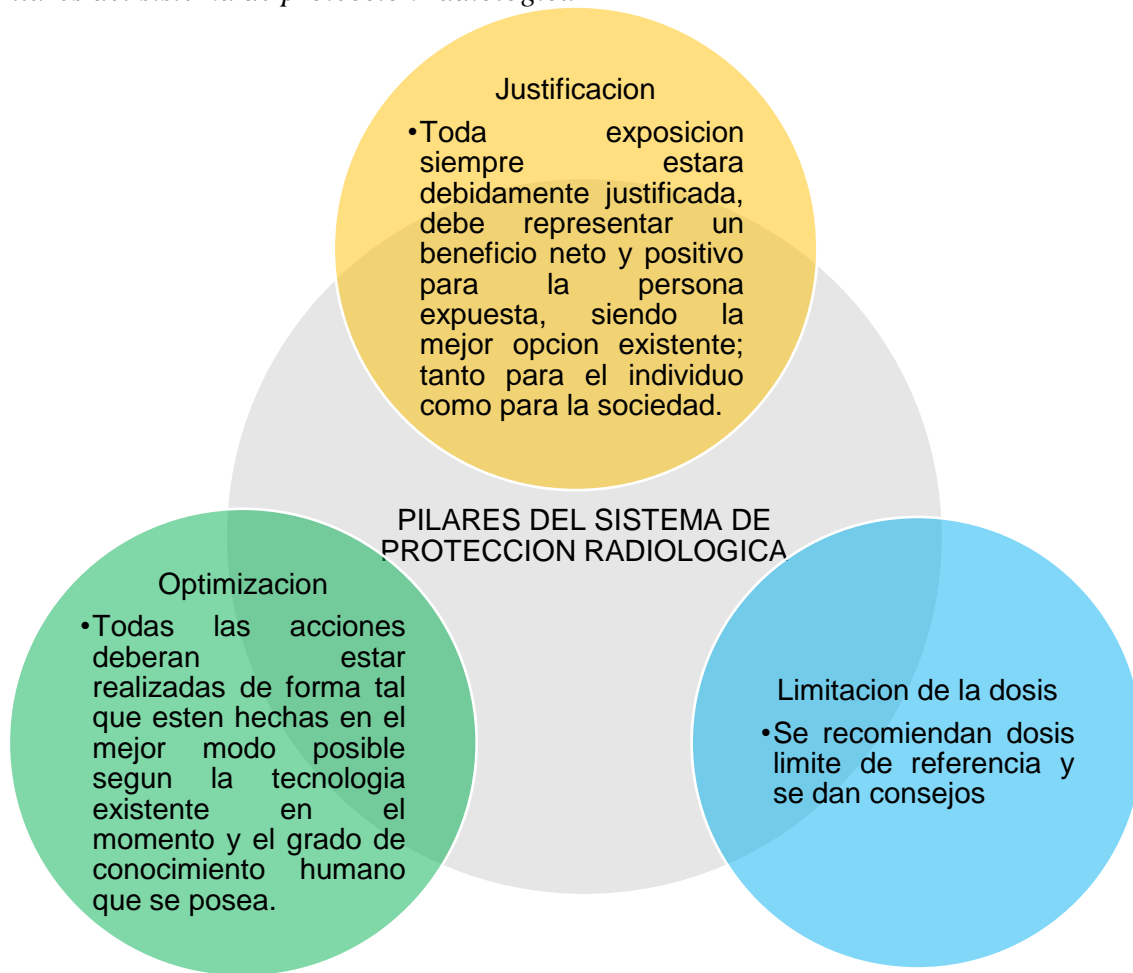 del sistema de
Justificacion
•Toda exposicion
siempre estara
debidamente justificada,
debe representar un
beneficio neto y positivo
para la persona
expuesta, siendo la
mejor opcion existente;
tanto para el individuo
como para la sociedad.
PILARES DEL SISTEMA DE
PROTECCION RADIOLOGICA
Optimizacion
•Todas las acciones
deberan estar
realizadas de forma tal
que esten hechas en el
mejor modo posible
segun la tecnologia
existente en el
momento y el grado de
conocimiento humano
que se posea.
Limitacion de la dosis
•Se recomiendan dosis
limite de referencia y
se dan consejos